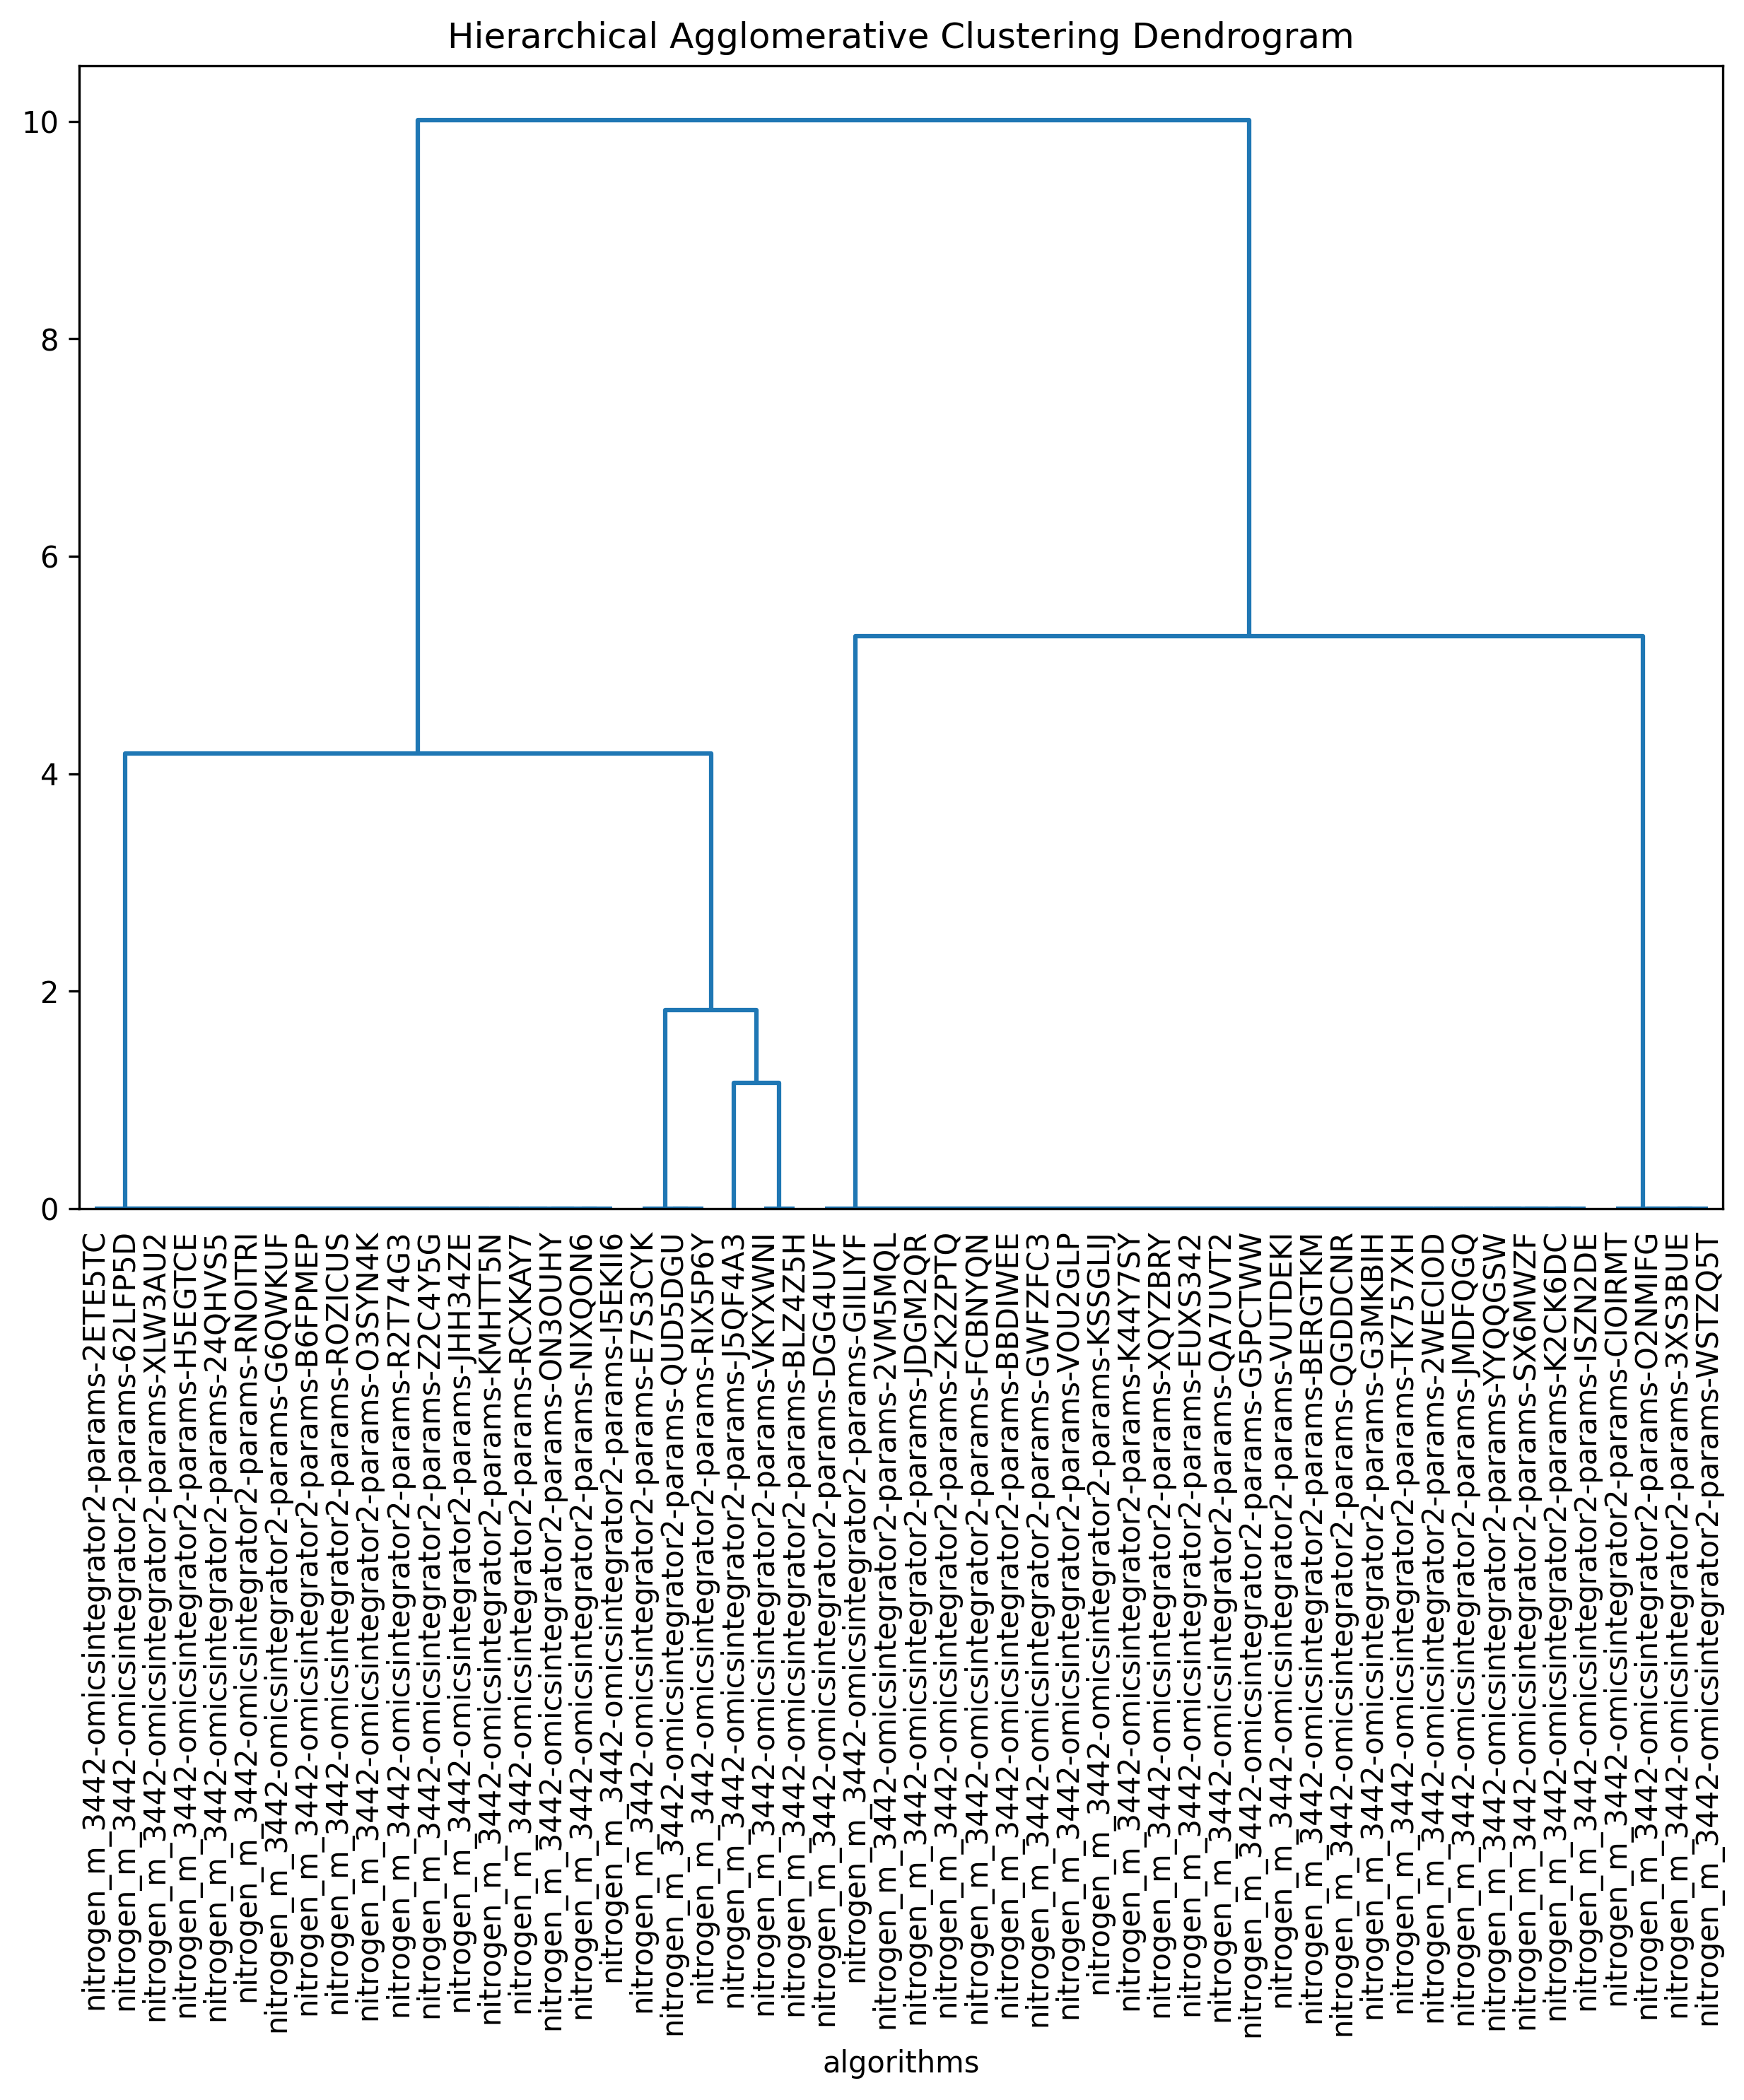 Hierarchical Agglomerative Clustering Dendrogram
10
8
6
4
2
0
nitrogen_m_3442-omicsintegrator2-params-2ETE5TC
nitrogen_m_3442-omicsintegrator2-params-62LFP5D
nitrogen_m_3442-omicsintegrator2-params-XLW3AU2
nitrogen_m_3442-omicsintegrator2-params-H5EGTCE
nitrogen_m_3442-omicsintegrator2-params-24QHVS5
nitrogen_m_3442-omicsintegrator2-params-RNOITRI
nitrogen_m_3442-omicsintegrator2-params-G6QWKUF
nitrogen_m_3442-omicsintegrator2-params-B6FPMEP
nitrogen_m_3442-omicsintegrator2-params-ROZICUS
nitrogen_m_3442-omicsintegrator2-params-O3SYN4K
nitrogen_m_3442-omicsintegrator2-params-R2T74G3
nitrogen_m_3442-omicsintegrator2-params-Z2C4Y5G
nitrogen_m_3442-omicsintegrator2-params-JHH34ZE
nitrogen_m_3442-omicsintegrator2-params-KMHTT5N
nitrogen_m_3442-omicsintegrator2-params-RCXKAY7
nitrogen_m_3442-omicsintegrator2-params-ON3OUHY
nitrogen_m_3442-omicsintegrator2-params-NIXQON6
nitrogen_m_3442-omicsintegrator2-params-I5EKII6
nitrogen_m_3442-omicsintegrator2-params-E7S3CYK
nitrogen_m_3442-omicsintegrator2-params-QUD5DGU
nitrogen_m_3442-omicsintegrator2-params-RIX5P6Y
nitrogen_m_3442-omicsintegrator2-params-J5QF4A3
nitrogen_m_3442-omicsintegrator2-params-VKYXWNI
nitrogen_m_3442-omicsintegrator2-params-BLZ4Z5H
nitrogen_m_3442-omicsintegrator2-params-DGG4UVF
nitrogen_m_3442-omicsintegrator2-params-GIILIYF
nitrogen_m_3442-omicsintegrator2-params-2VM5MQL
nitrogen_m_3442-omicsintegrator2-params-JDGM2QR
nitrogen_m_3442-omicsintegrator2-params-ZK2ZPTQ
nitrogen_m_3442-omicsintegrator2-params-FCBNYQN
nitrogen_m_3442-omicsintegrator2-params-BBDIWEE
nitrogen_m_3442-omicsintegrator2-params-GWFZFC3
nitrogen_m_3442-omicsintegrator2-params-VOU2GLP
nitrogen_m_3442-omicsintegrator2-params-KSSGLIJ
nitrogen_m_3442-omicsintegrator2-params-K44Y7SY
nitrogen_m_3442-omicsintegrator2-params-XQYZBRY
nitrogen_m_3442-omicsintegrator2-params-EUXS342
nitrogen_m_3442-omicsintegrator2-params-QA7UVT2
nitrogen_m_3442-omicsintegrator2-params-G5PCTWW
nitrogen_m_3442-omicsintegrator2-params-VUTDEKI
nitrogen_m_3442-omicsintegrator2-params-BERGTKM
nitrogen_m_3442-omicsintegrator2-params-QGDDCNR
nitrogen_m_3442-omicsintegrator2-params-G3MKBIH
nitrogen_m_3442-omicsintegrator2-params-TK757XH
nitrogen_m_3442-omicsintegrator2-params-2WECIOD
nitrogen_m_3442-omicsintegrator2-params-JMDFQGQ
nitrogen_m_3442-omicsintegrator2-params-YYQQGSW
nitrogen_m_3442-omicsintegrator2-params-SX6MWZF
nitrogen_m_3442-omicsintegrator2-params-K2CK6DC
nitrogen_m_3442-omicsintegrator2-params-ISZN2DE
nitrogen_m_3442-omicsintegrator2-params-CIOIRMT
nitrogen_m_3442-omicsintegrator2-params-O2NMIFG
nitrogen_m_3442-omicsintegrator2-params-3XS3BUE
nitrogen_m_3442-omicsintegrator2-params-WSTZQ5T
algorithms